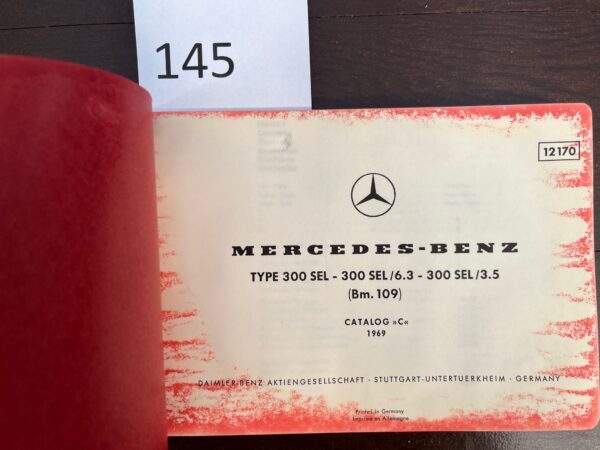 145
12170
MERCEDES-BENZ
TYPE 300 SEL - 300 SEL/6.3 - 300 SEL/3.5
(Bm. 109)
CATALOG »C«
1969
DAIMLER-BENZ AKTIENGESELLSCHAFT · STUTTGART-UNTERTUERKHEIM · GERMANY
Printed in Germany
Imprimé en Allemagne